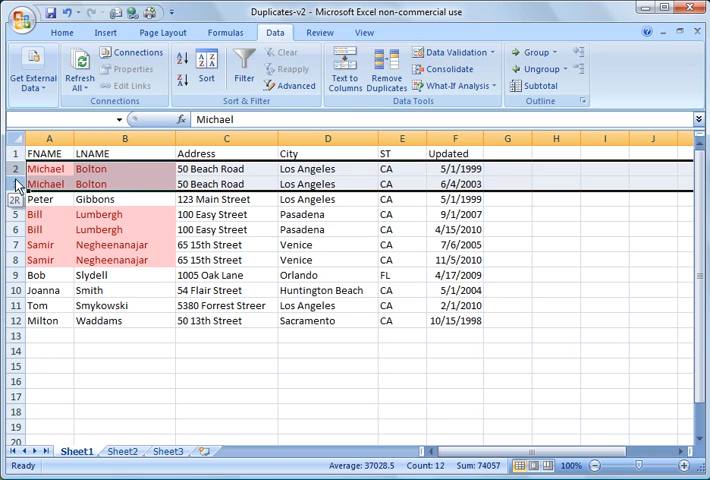 Duplicates-v2 - Microsoft Excel non-commercial use
Home Insert Page Layout Formulas Data Review View
Get External Data
Refresh All
Connections
Properties
Edit Links
Connections
Sort
Filter
Clear
Reapply
Advanced
Sort & Filter
Text to Columns
Remove Duplicates
Data Validation
Consolidate
What-If Analysis
Data Tools
Group
Ungroup
Subtotal
Outline
fx Michael
A B C D E F G H I J
1 FNAME LNAME Address City ST Updated
2 Michael Bolton 50 Beach Road Los Angeles CA 5/1/1999
Michael Bolton 50 Beach Road Los Angeles CA 6/4/2003
2R Peter Gibbons 123 Main Street Los Angeles CA 5/1/1999
5 Bill Lumbergh 100 Easy Street Pasadena CA 9/1/2007
6 Bill Lumbergh 100 Easy Street Pasadena CA 4/15/2010
7 Samir Negheenanajar 65 15th Street Venice CA 7/6/2005
8 Samir Negheenanajar 65 15th Street Venice CA 11/5/2010
9 Bob Slydell 1005 Oak Lane Orlando FL 4/17/2009
10 Joanna Smith 54 Flair Street Huntington Beach CA 5/1/2004
11 Tom Smykowski 5380 Forrest Streer Los Angeles CA 2/1/2010
12 Milton Waddams 50 13th Street Sacramento CA 10/15/1998
13
14
15
16
17
18
19
20
Sheet1 Sheet2 Sheet3
Ready Average: 37028.5 Count: 12 Sum: 74057 100%